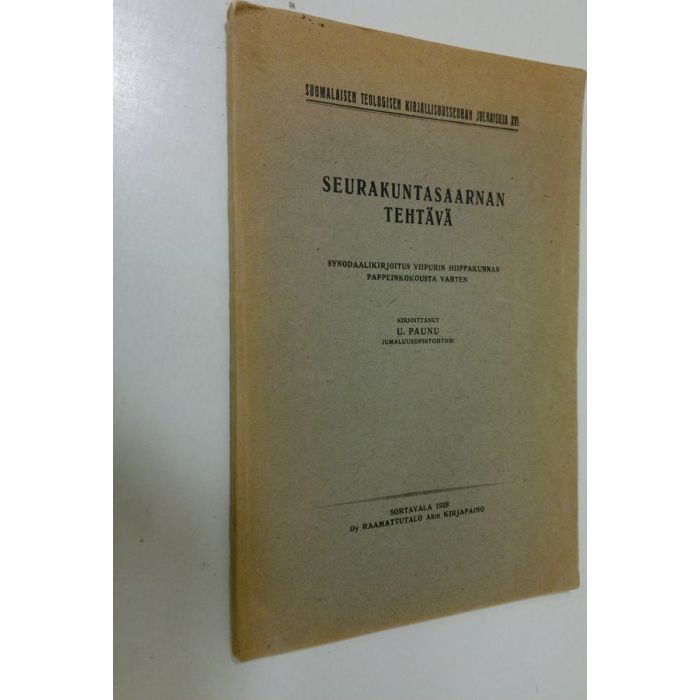 SUOMALAISEN TEOLOGISEN KIRJALLISUUSSEURAN JULKAISUJA XVI
SEURAKUNTASAARNAN
TEHTÄVÄ
SYNODAALIKIRJOITUS VIIPURIN HIIPPAKUNNAN
PAPPEINKOKOUSTA VARTEN
KIRJOITTANUT
U. PAUNU
JUMALUUSOPINTOHTORI
SORTAVALA 1928
Oy RAAMATTUTALO Ab:n KIRJAPAINO